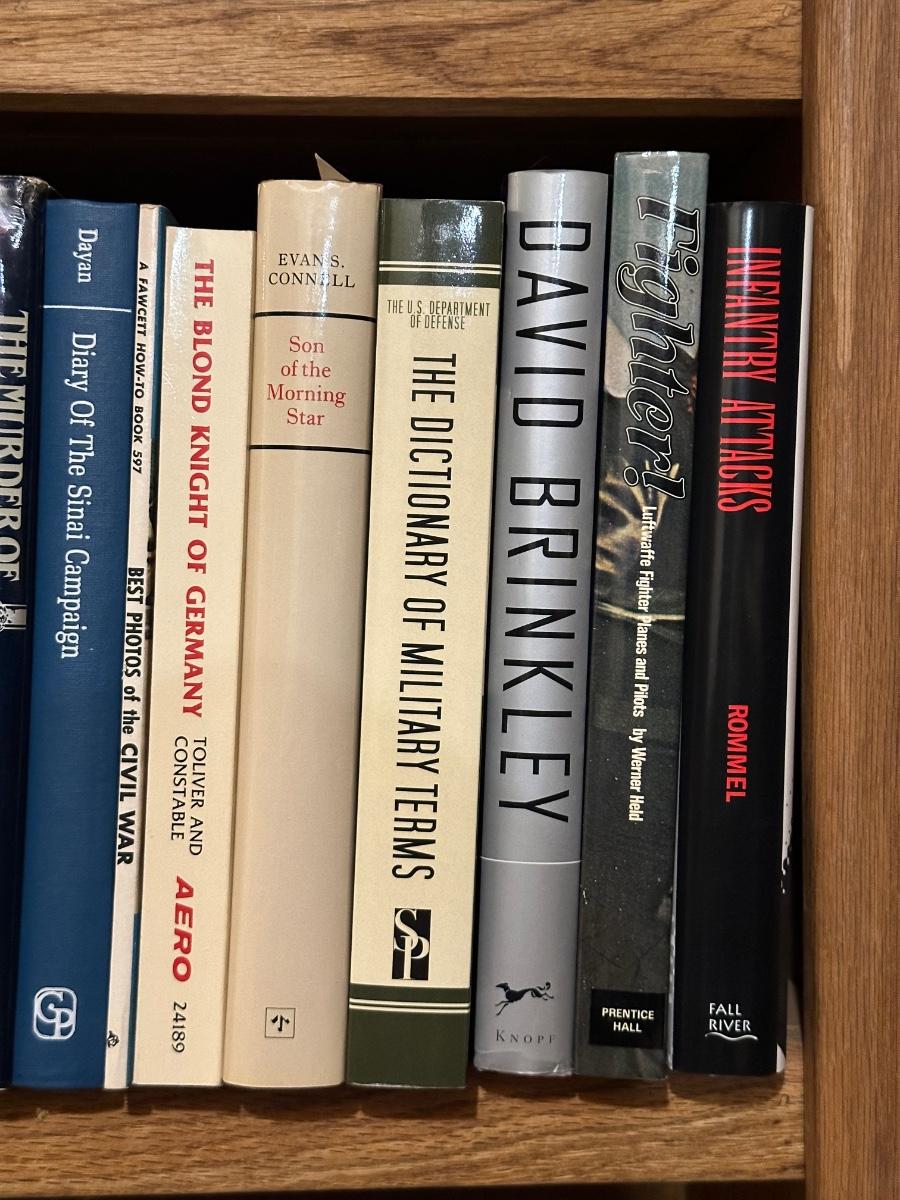 THE MURDER OF
Dayan
Diary Of The Sinai Campaign
GP
A FAWCETT HOW-TO BOOK 597
BEST PHOTOS of the CIVIL WAR
THE BLOND KNIGHT OF GERMANY
TOLIVER AND
CONSTABLE
AERO
24189
EVAN S.
CONNELL
Son
of the
Morning
Star
THE U.S. DEPARTMENT
OF DEFENSE
THE DICTIONARY OF MILITARY TERMS
SPI
DAVID BRINKLEY
KNOPF
Fighter!
Luftwaffe Fighter Planes and Pilots by Werner Held
PRENTICE
HALL
INFANTRY ATTACKS
ROMMEL
FALL
RIVER